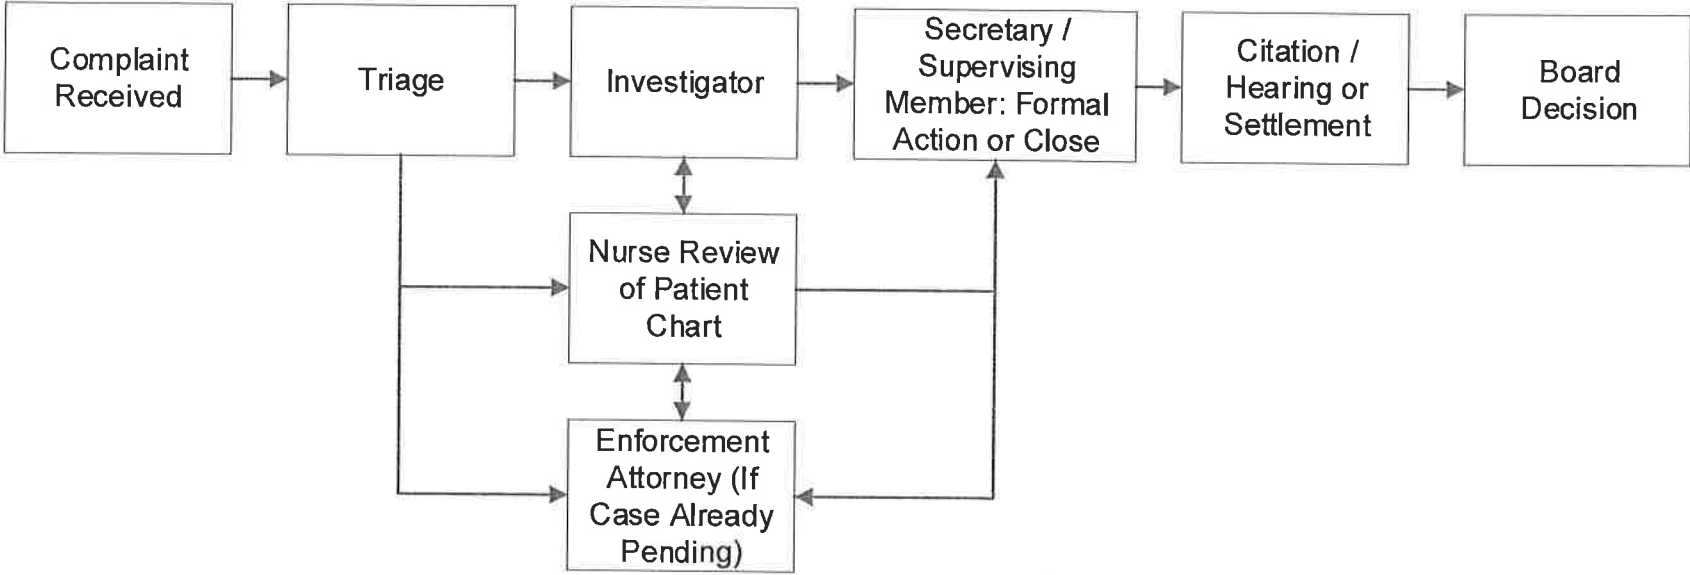 Complaint
Received
Triage
Investigator
Secretary /
Supervising
Member: Formal
Action or Close
Citation /
Hearing or
Settlement
Board
Decision
Nurse Review
of Patient
Chart
Enforcement
Attorney (If
Case Already
Pending)